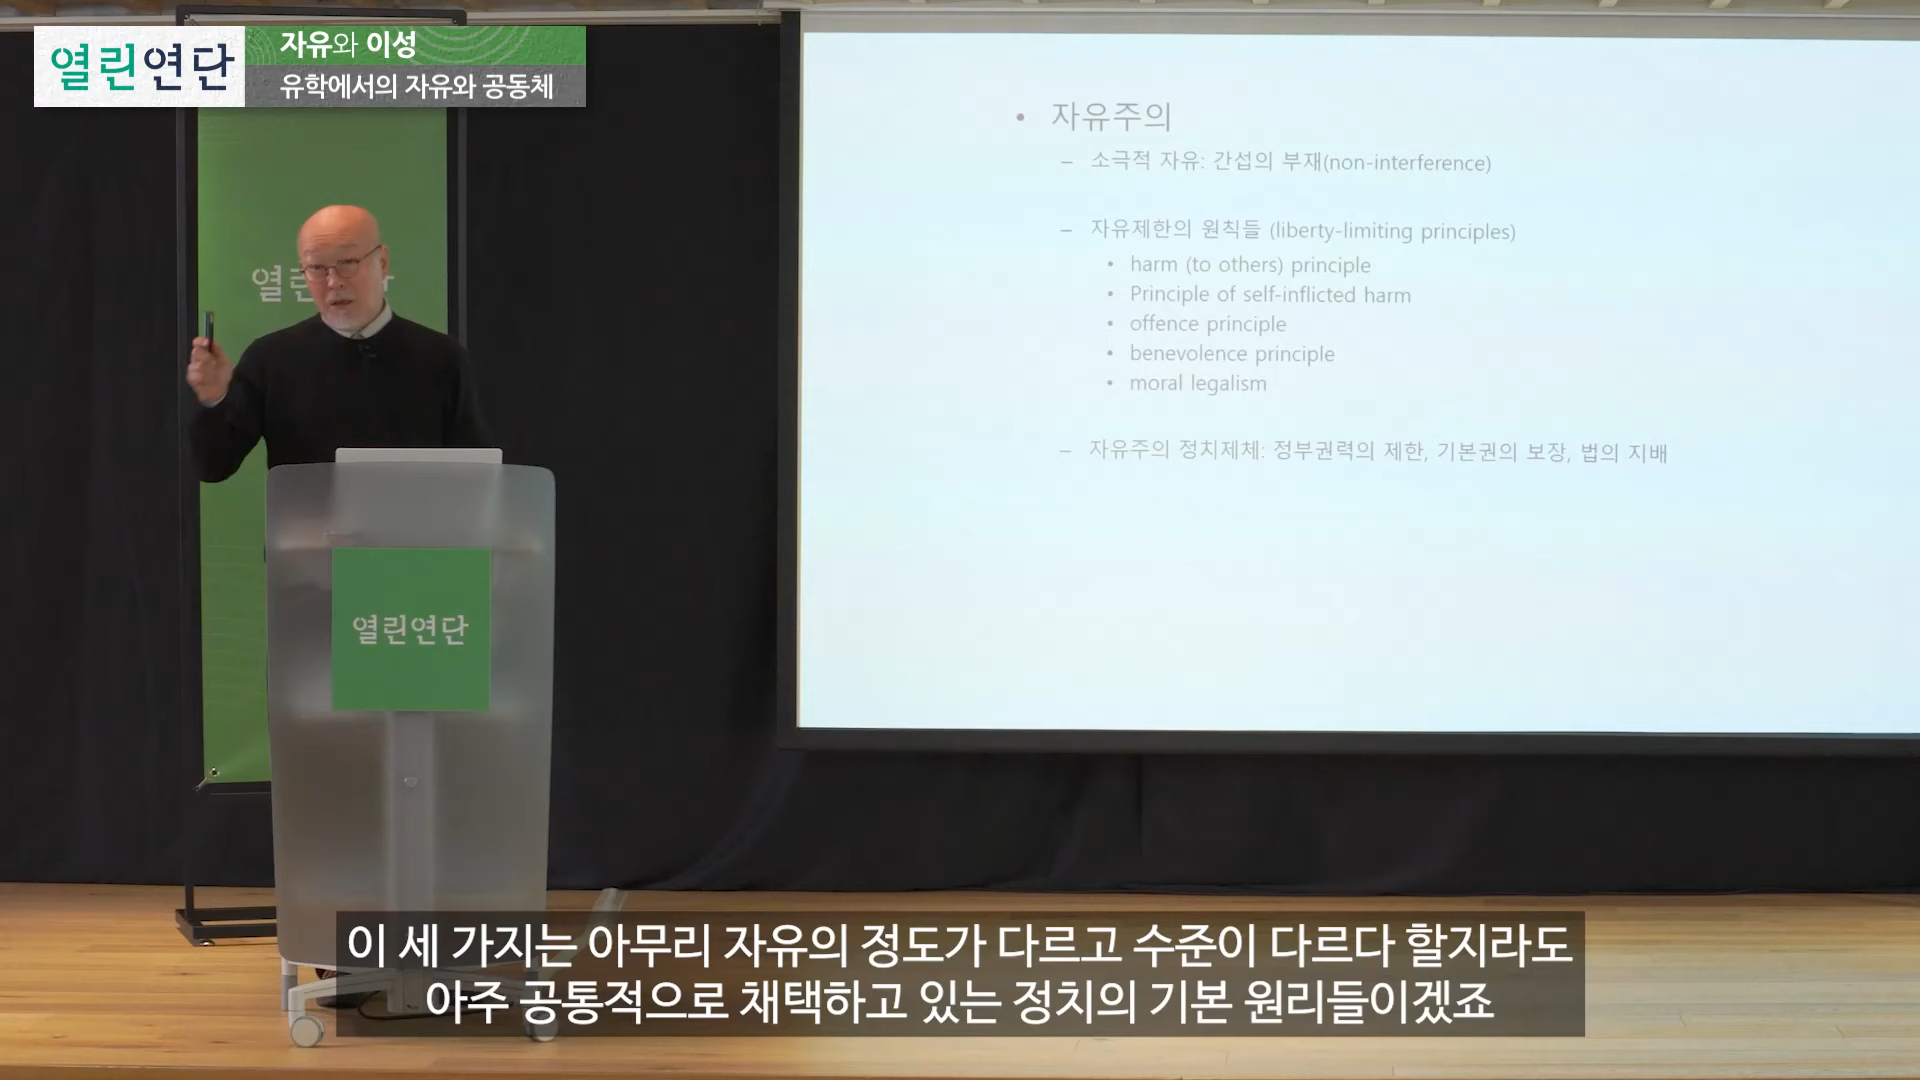 열린연단
자유와 이성
유학에서의 자유와 공동체
• 자유주의
– 소극적 자유: 간섭의 부재(non-interference)
– 자유제한의 원칙들 (liberty-limiting principles)
• harm (to others) principle
• Principle of self-inflicted harm
• offence principle
• benevolence principle
• moral legalism
– 자유주의 정치제체: 정부권력의 제한, 기본권의 보장, 법의 지배
열린연단
이 세 가지는 아무리 자유의 정도가 다르고 수준이 다르다 할지라도
아주 공통적으로 채택하고 있는 정치의 기본 원리들이겠죠